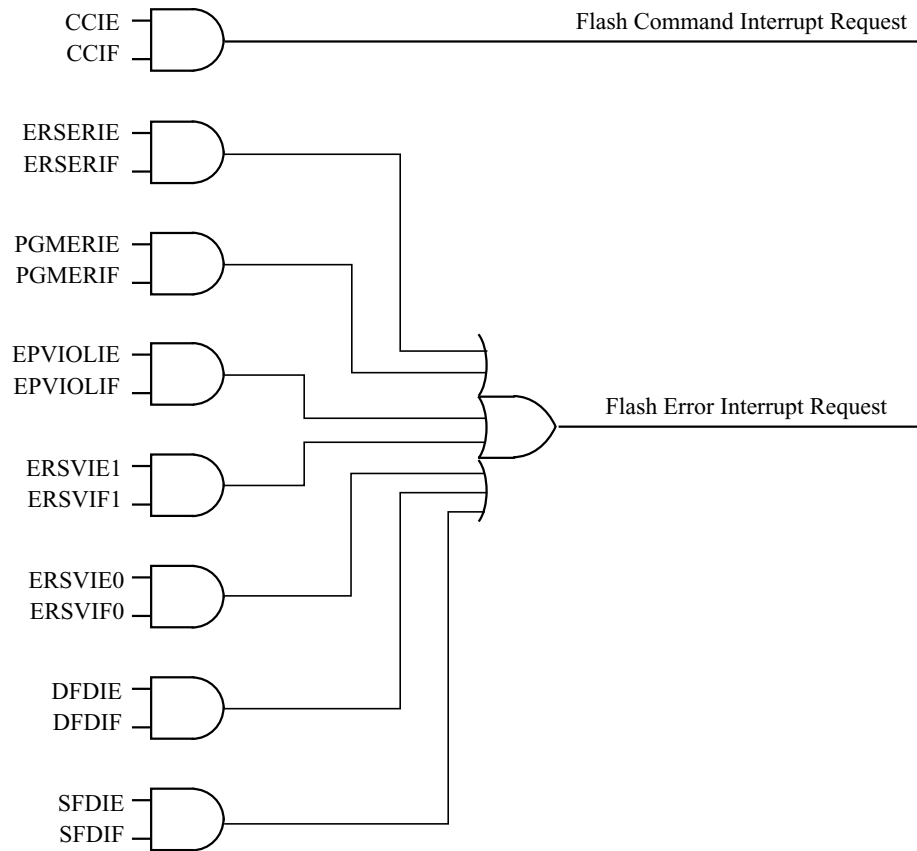 CCIE
CCIF
Flash Command Interrupt Request
ERSERIE
ERSERIF
PGMERIE
PGMERIF
EPVIOLIE
EPVIOLIF
Flash Error Interrupt Request
ERSVIE1
ERSVIF1
ERSVIE0
ERSVIF0
DFDIE
DFDIF
SFDIE
SFDIF